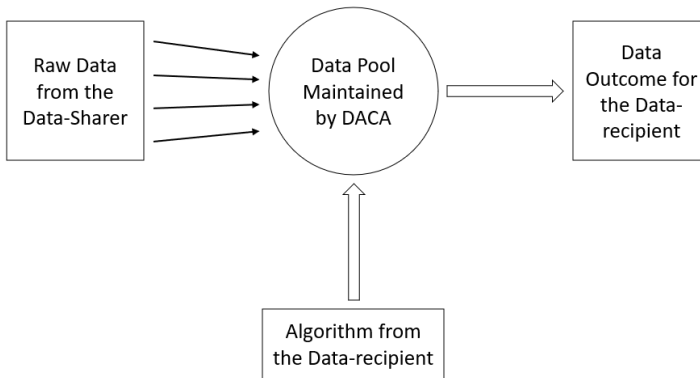 Raw Data
from the
Data-Sharer
Data Pool
Maintained
by DACA
Data
Outcome for
the Data-
recipient
Algorithm from
the Data-recipient